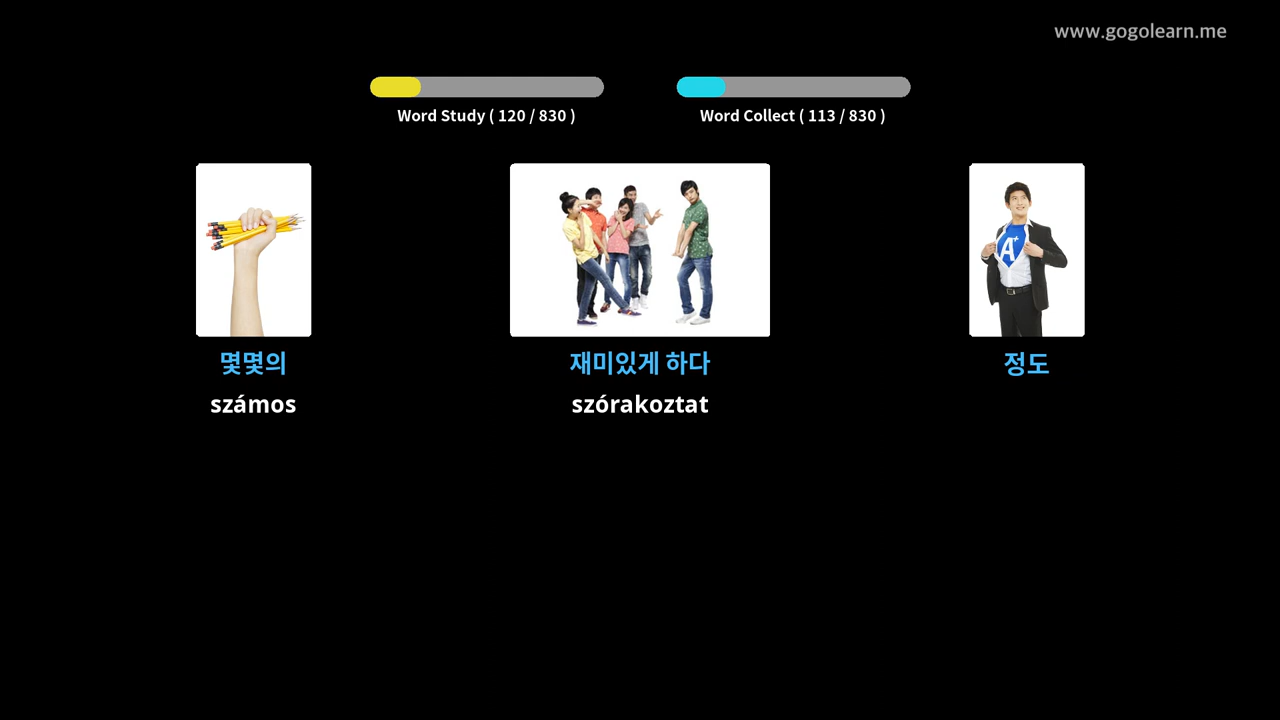 www.gogolearn.me
Word Study ( 120 / 830 )
Word Collect ( 113 / 830 )
A+
몇몇의
재미있게 하다
정도
számos
szórakoztat